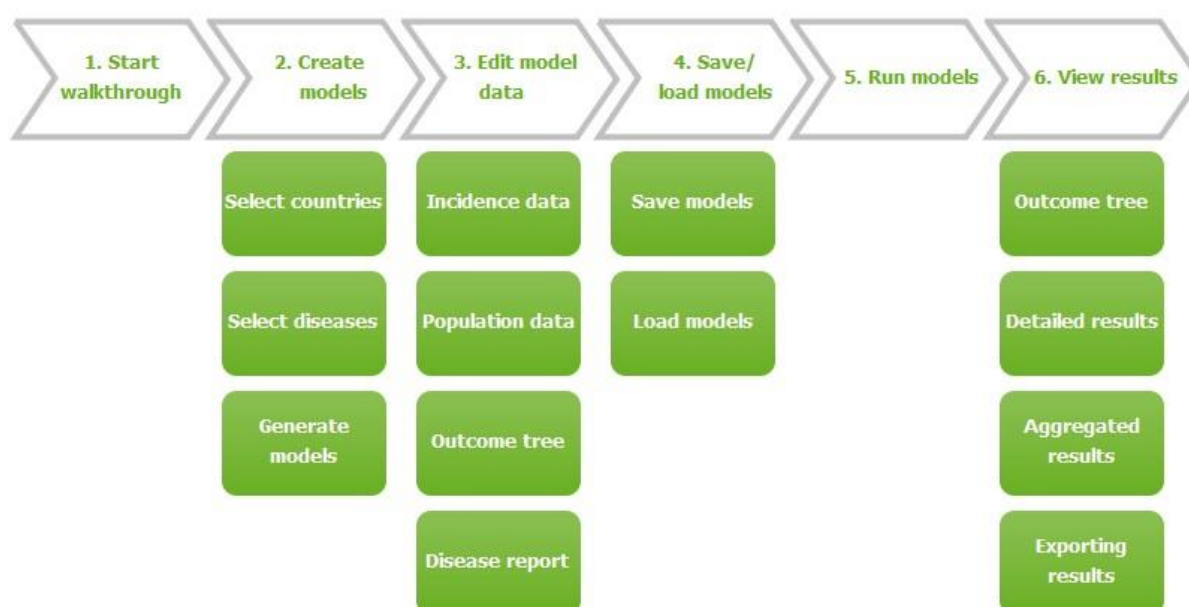 1. Start
walkthrough
2. Create
models
3. Edit model
data
4. Save/
load models
5. Run models
6. View results
Select countries
Incidence data
Save models
Outcome tree
Select diseases
Population data
Load models
Detailed results
Generate
models
Outcome tree
Aggregated
results
Disease report
Exporting
results